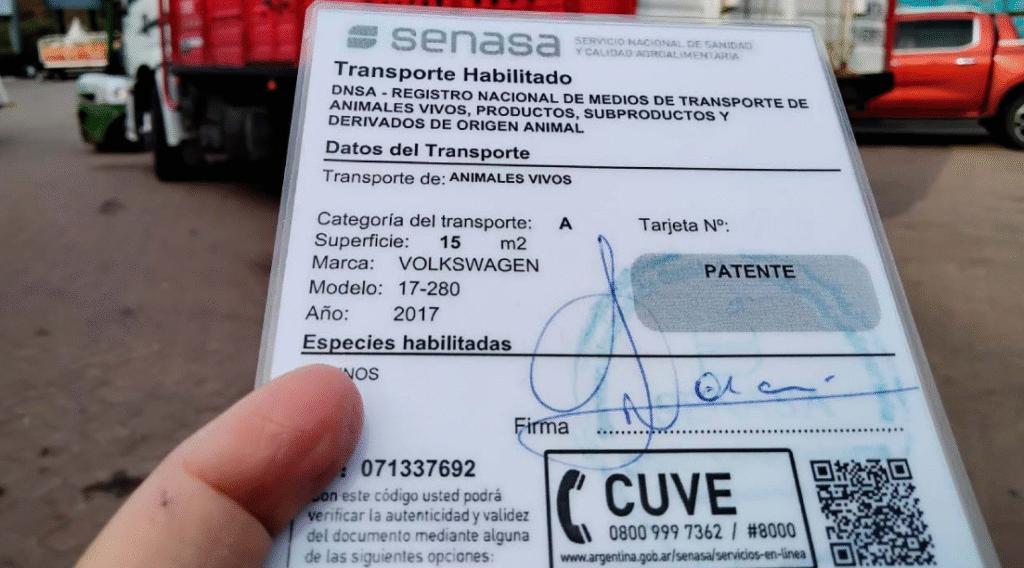 senasa SERVICIO NACIONAL DE SANIDAD
Y CALIDAD AGROALIMENTARIA
Transporte Habilitado
DNSA - REGISTRO NACIONAL DE MEDIOS DE TRANSPORTE DE
ANIMALES VIVOS, PRODUCTOS, SUBPRODUCTOS Y
DERIVADOS DE ORIGEN ANIMAL
Datos del Transporte
Transporte de: ANIMALES VIVOS
Categoría del transporte: A
Tarjeta Nº:
Superficie: 15 m2
Marca: VOLKSWAGEN
PATENTE
Modelo: 17-280
Año: 2017
Especies habilitadas
Firma
071337692
Con este código usted podrá
verificar la autenticidad y validez
del documento mediante alguna
de las siguientes opciones:
CUVE
0800 999 7362 / #8000
www.argentina.gob.ar/senasa/servicios-en-linea